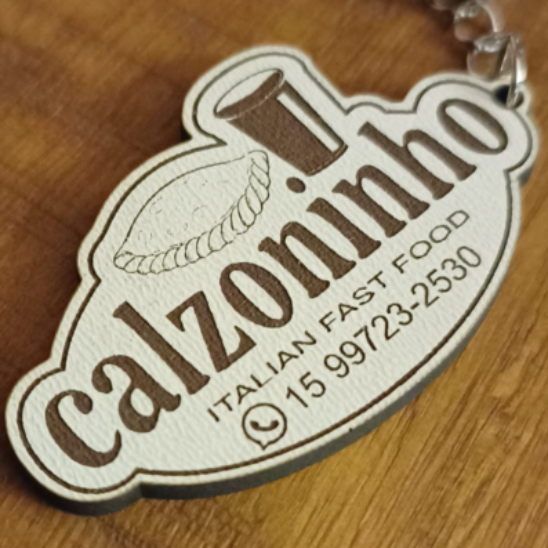 calzoninho
ITALIAN FAST FOOD
15 99723-2530